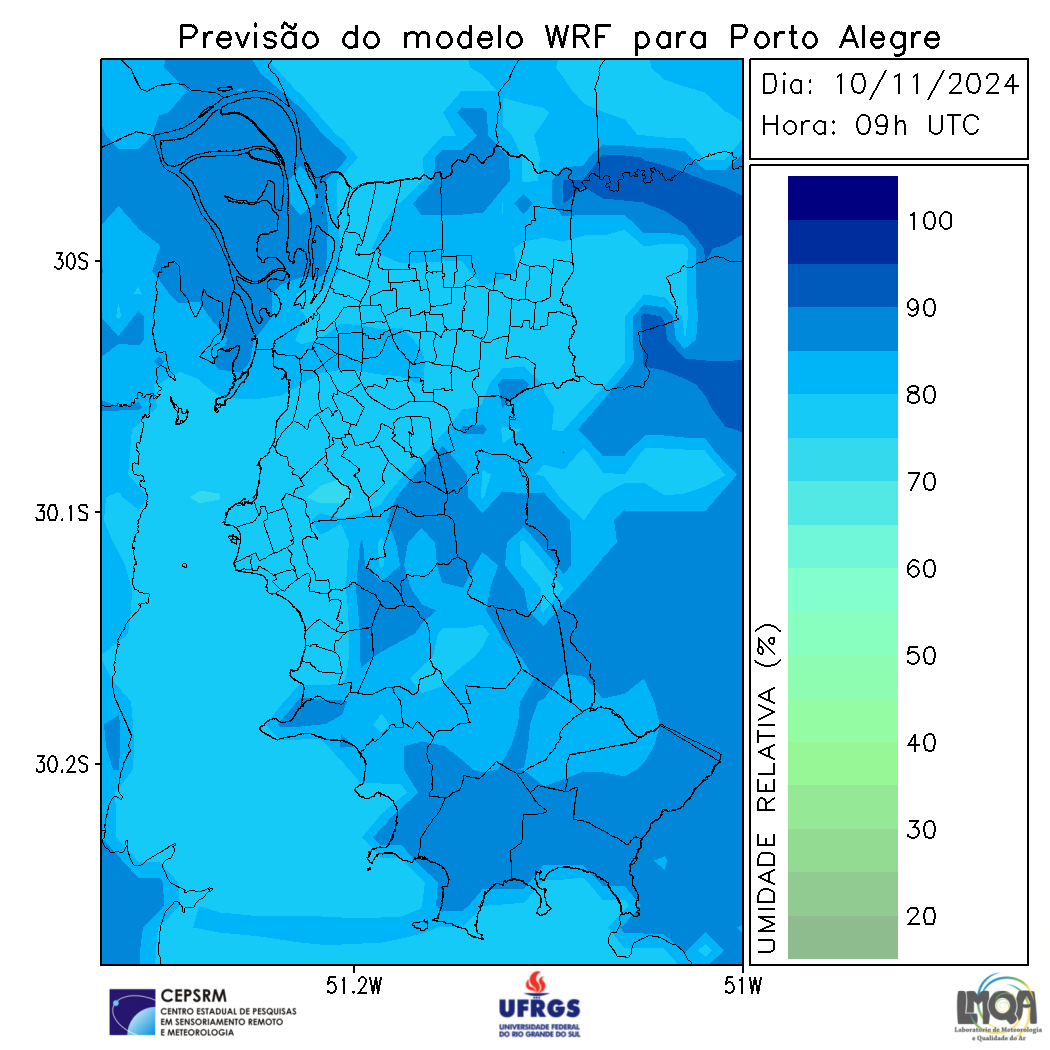 Previsão do modelo WRF para Porto Alegre
Dia: 10/11/2024
Hora: 09h UTC
30S
30.1S
30.2S
51.2W
51W
100
90
80
70
60
50
40
30
20
UMIDADE RELATIVA (%)
CEPSRM
CENTRO ESTADUAL DE PESQUISAS
EM SENSORIAMENTO REMOTO
E METEOROLOGIA
UFRGS
UNIVERSIDADE FEDERAL
DO RIO GRANDE DO SUL
LMQA
Laboratório de Meteorologia
e Qualidade do Ar